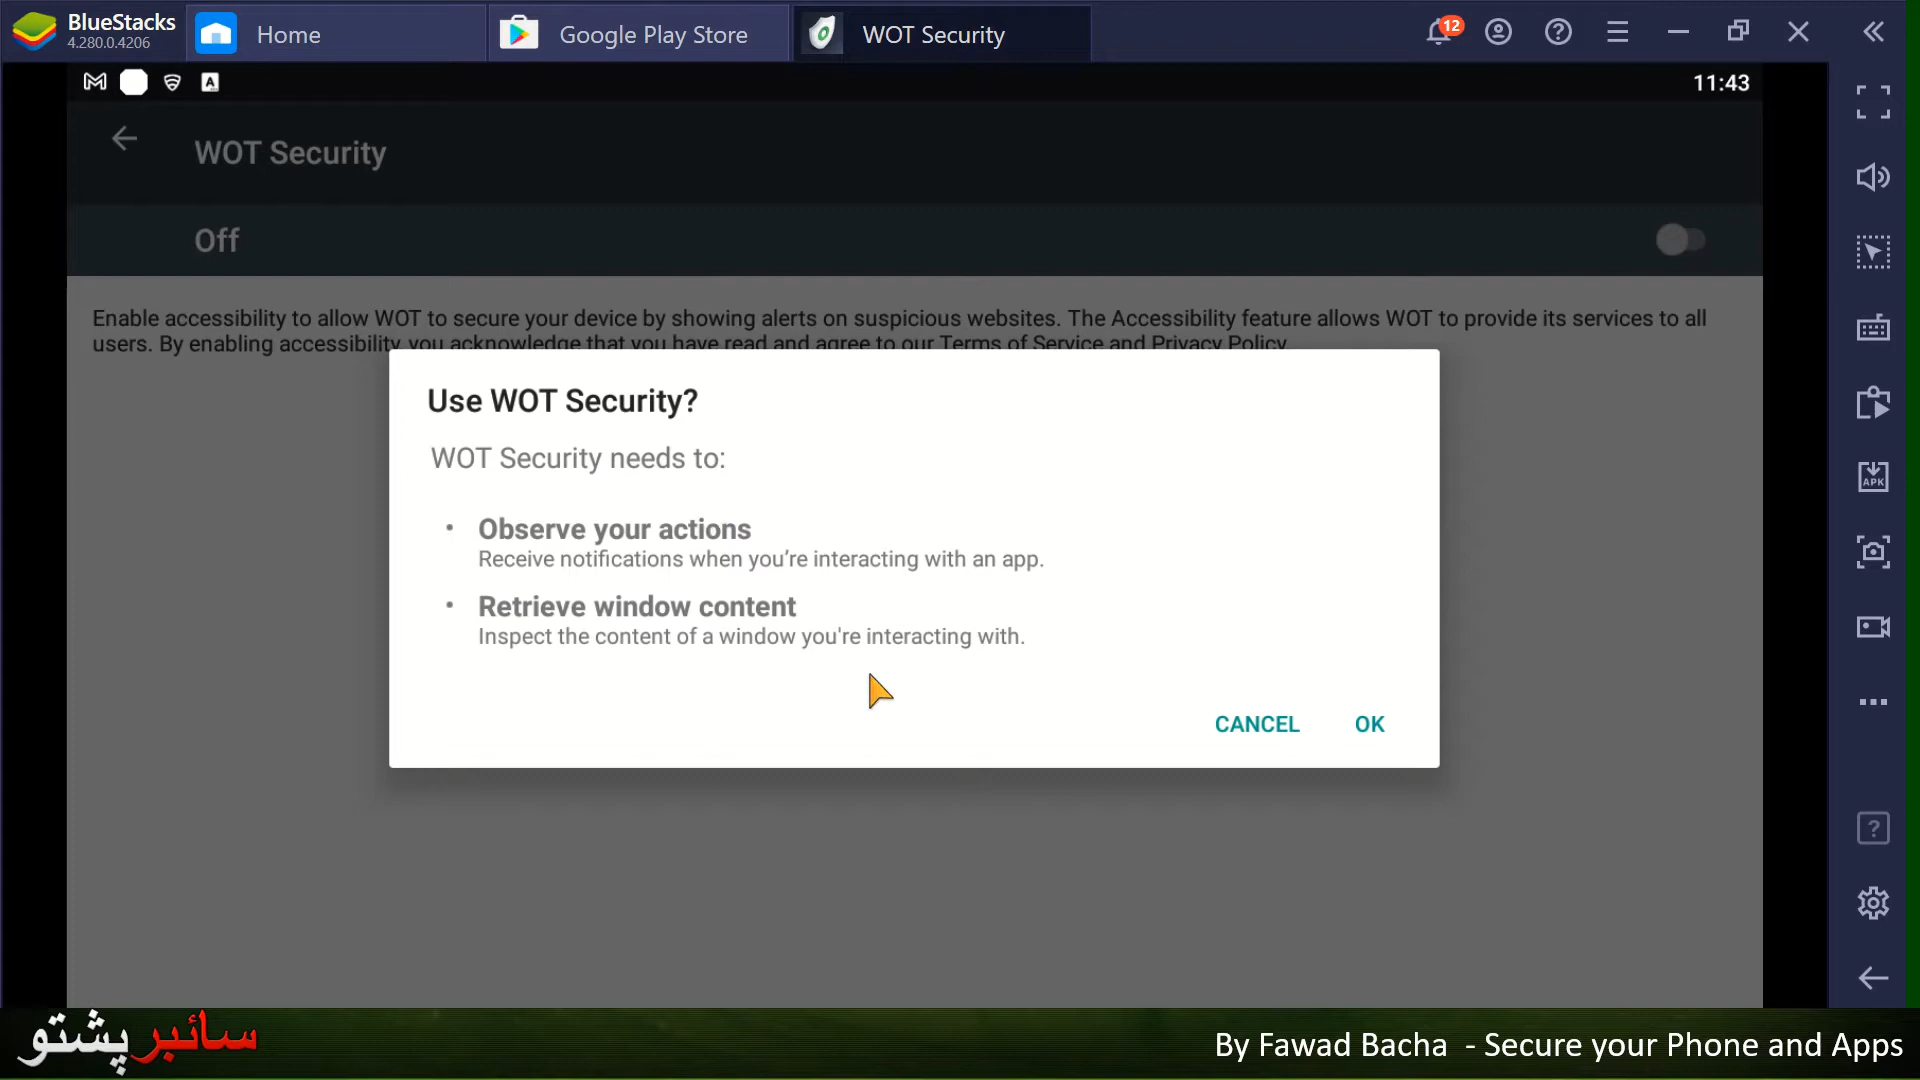 BlueStacks
4.280.0.4206
Home
Google Play Store
WOT Security
12
11:43
WOT Security
Off
Enable accessibility to allow WOT to secure your device by showing alerts on suspicious websites. The Accessibility feature allows WOT to provide its services to all
users. By enabling accessibility you acknowledge that you have read and agree to our Terms of Service and Privacy Policy.
Use WOT Security?
WOT Security needs to:
• Observe your actions
Receive notifications when you’re interacting with an app.
• Retrieve window content
Inspect the content of a window you're interacting with.
CANCEL
OK
APK
سائبر پشتو
By Fawad Bacha - Secure your Phone and Apps